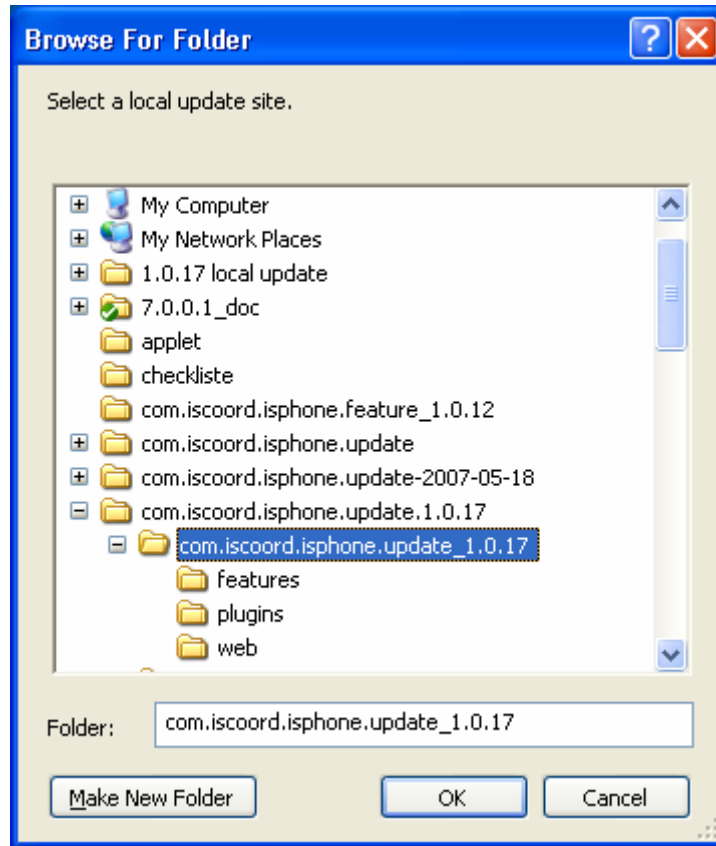 Browse For Folder
Select a local update site.
My Computer
My Network Places
1.0.17 local update
7.0.0.1_doc
applet
checkliste
com.iscoord.isphone.feature_1.0.12
com.iscoord.isphone.update
com.iscoord.isphone.update-2007-05-18
com.iscoord.isphone.update.1.0.17
com.iscoord.isphone.update_1.0.17
features
plugins
web
Folder: com.iscoord.isphone.update_1.0.17
Make New Folder OK Cancel